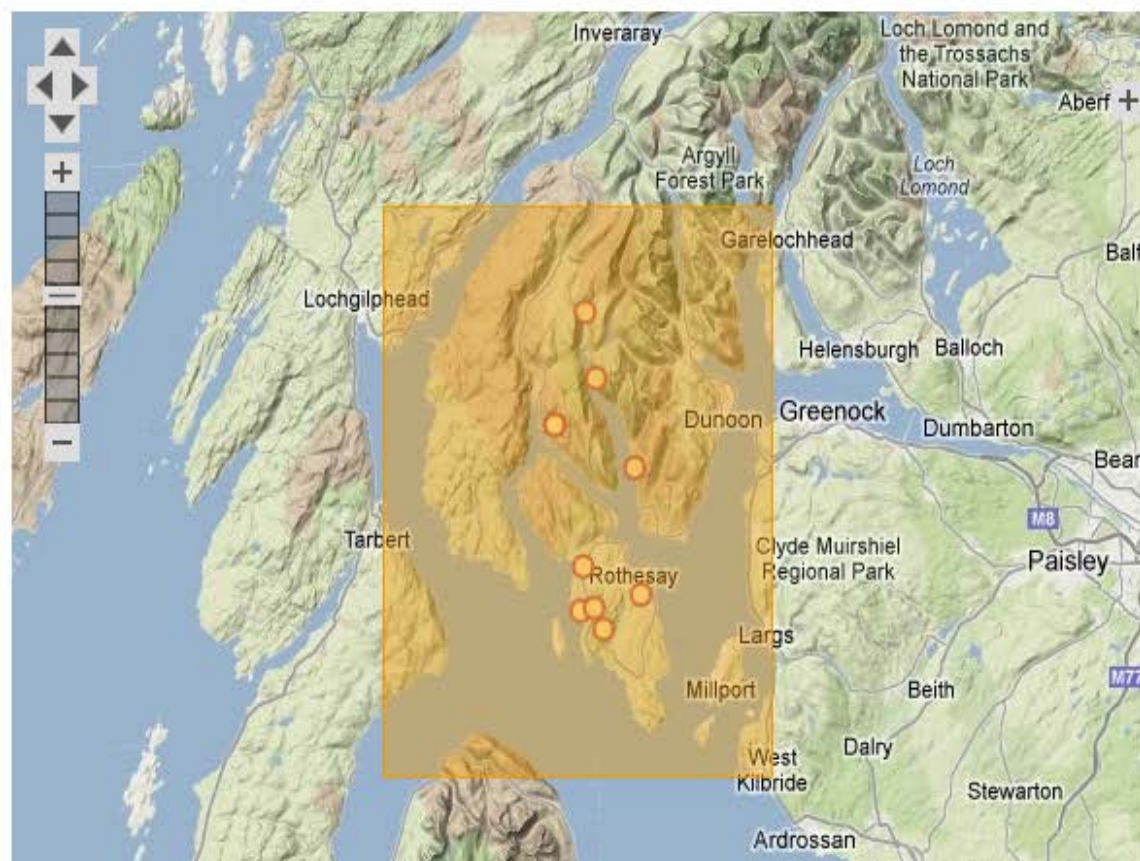 Inveraray
Loch Lomond and
the Trossachs
National Park
Aberf
+
Argyll
Forest Park
Loch
Lomond
+
Garelochhead
Balf
Lochgilphead
Helensburgh
Balloch
Dunoon
Greenock
Dumbarton
−
Bear
M8
Tarbert
Clyde Muirshiel
Regional Park
Paisley
Rothesay
Largs
M77
Millport
Beith
West
Kilbride
Dalry
Stewarton
Ardrossan